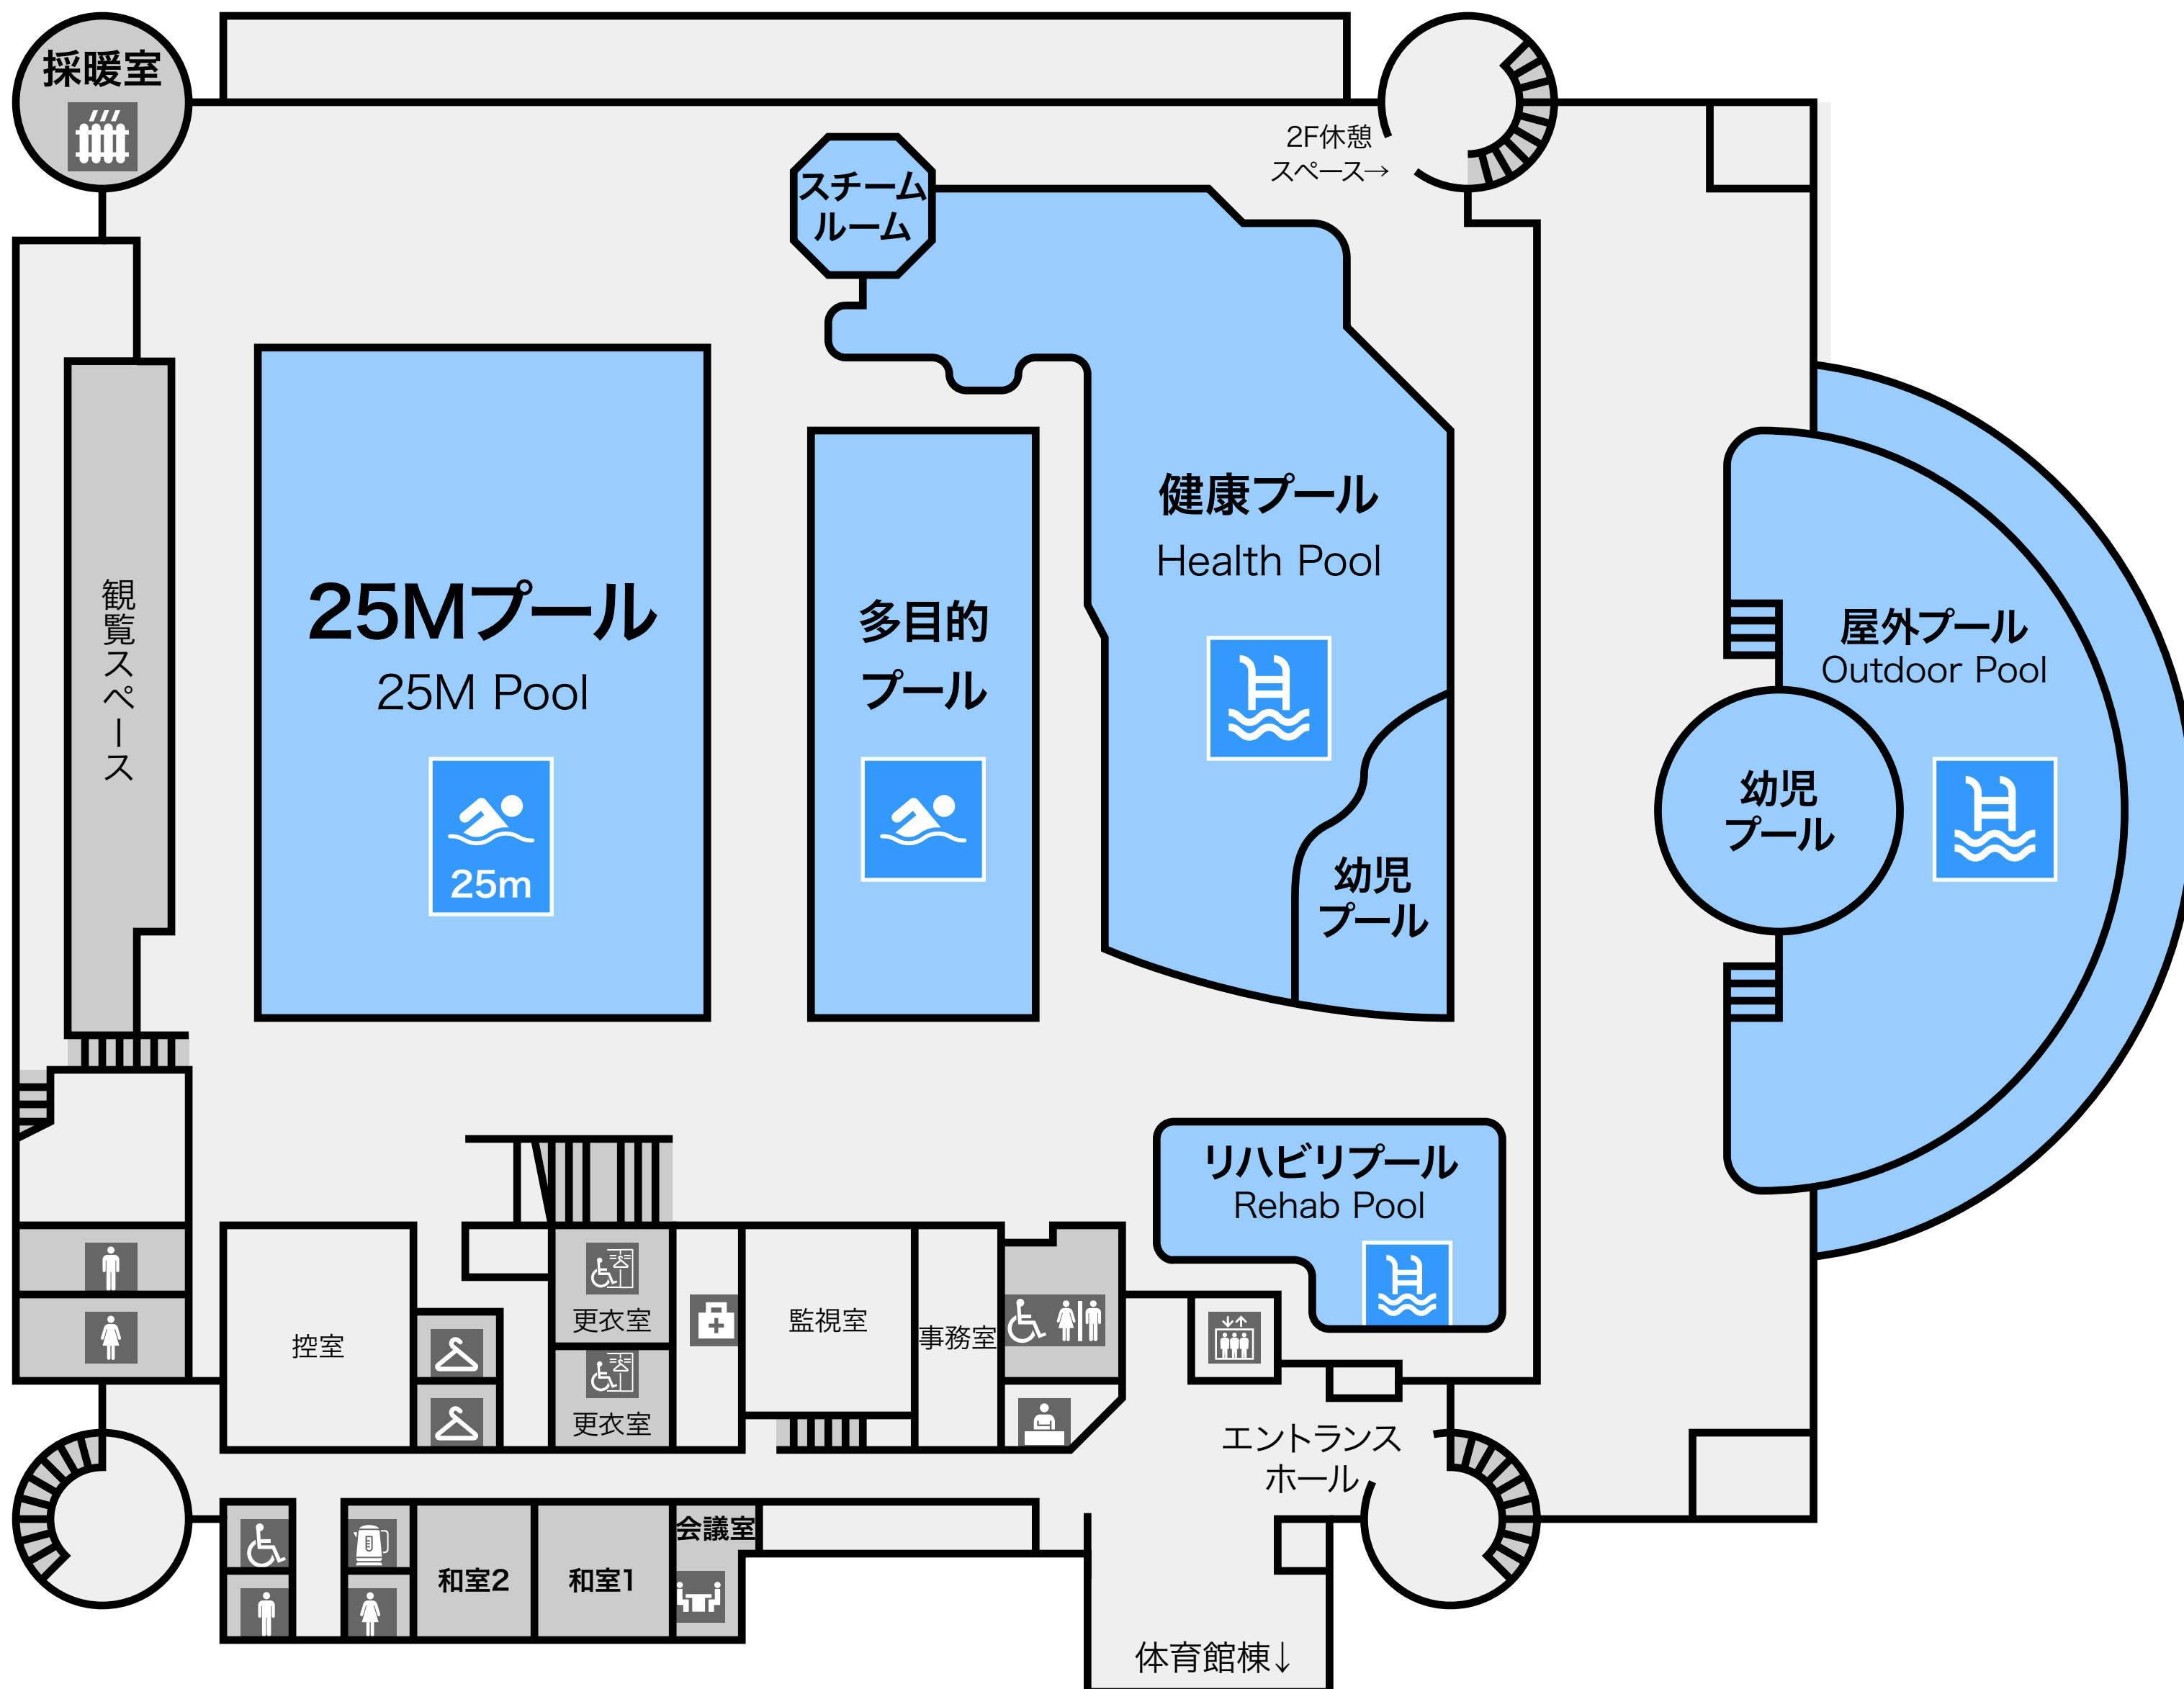 採暖室
2F休憩
スペース→
スチーム
ルーム
健康プール
Health Pool
観覧スペース
25Mプール
25M Pool
25m
多目的
プール
屋外プール
Outdoor Pool
幼児
プール
幼児
プール
リハビリプール
Rehab Pool
控室
更衣室
更衣室
監視室
事務室
エントランス
ホール
会議室
和室2
和室1
体育館棟↓